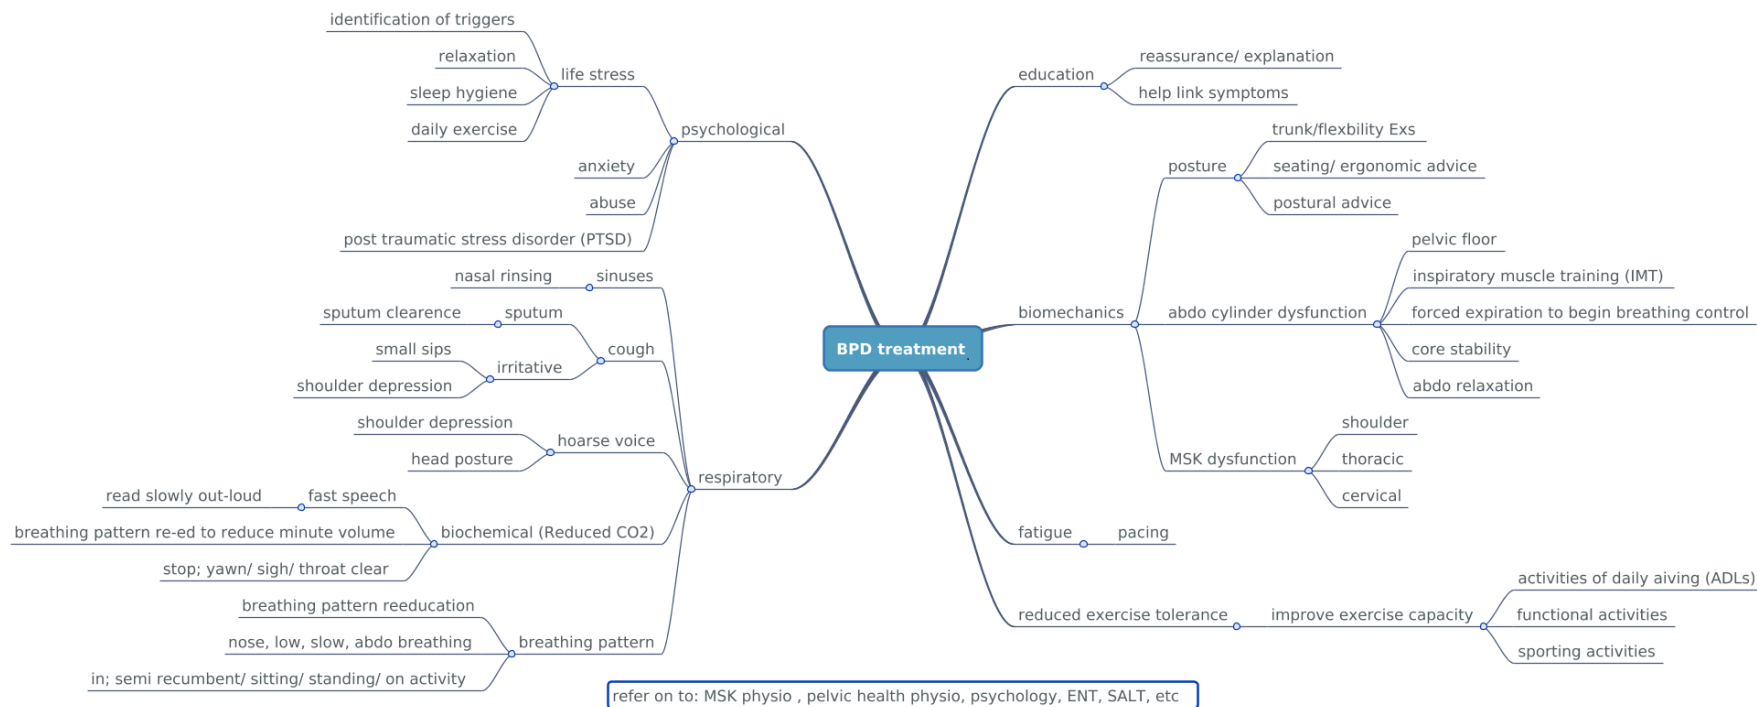 identification of triggers
relaxation
sleep hygiene
daily exercise
life stress
anxiety
abuse
post traumatic stress disorder (PTSD)
psychological
nasal rinsing
sinuses
sputum clearence
sputum
small sips
shoulder depression
irritative
cough
shoulder depression
head posture
hoarse voice
read slowly out-loud
fast speech
breathing pattern re-ed to reduce minute volume
stop; yawn/ sigh/ throat clear
biochemical (Reduced CO2)
breathing pattern reeducation
nose, low, slow, abdo breathing
in; semi recumbent/ sitting/ standing/ on activity
breathing pattern
respiratory
BPD treatment
education
reassurance/ explanation
help link symptoms
biomechanics
posture
trunk/flexbility Exs
seating/ ergonomic advice
postural advice
abdo cylinder dysfunction
pelvic floor
inspiratory muscle training (IMT)
forced expiration to begin breathing control
core stability
abdo relaxation
MSK dysfunction
shoulder
thoracic
cervical
fatigue
pacing
reduced exercise tolerance
improve exercise capacity
activities of daily aiving (ADLs)
functional activities
sporting activities
refer on to: MSK physio , pelvic health physio, psychology, ENT, SALT, etc